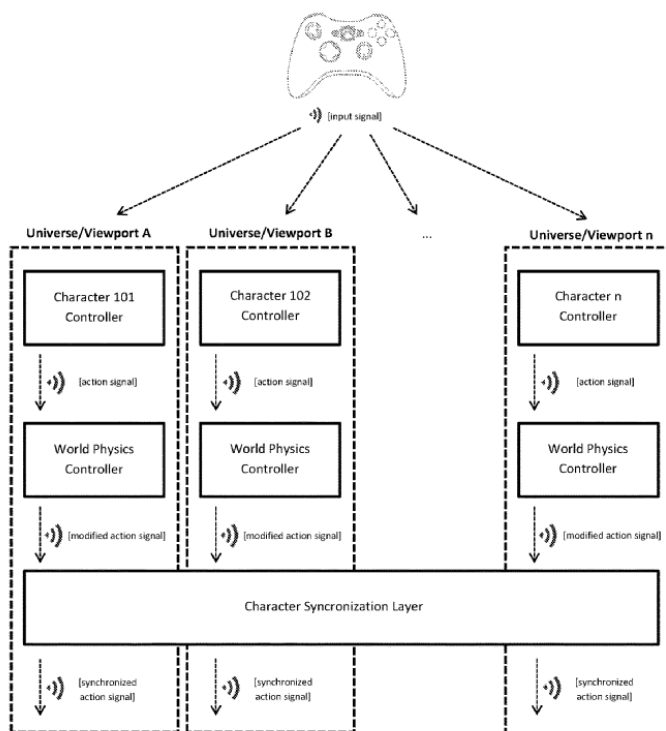 [input signal]
Universe/Viewport A
Universe/Viewport B
...
Universe/Viewport n
Character 101
Controller
Character 102
Controller
Character n
Controller
[action signal]
[action signal]
[action signal]
World Physics
Controller
World Physics
Controller
World Physics
Controller
[modified action signal]
[modified action signal]
[modified action signal]
Character Syncronization Layer
[synchronized
action signal]
[synchronized
action signal]
[synchronized
action signal]